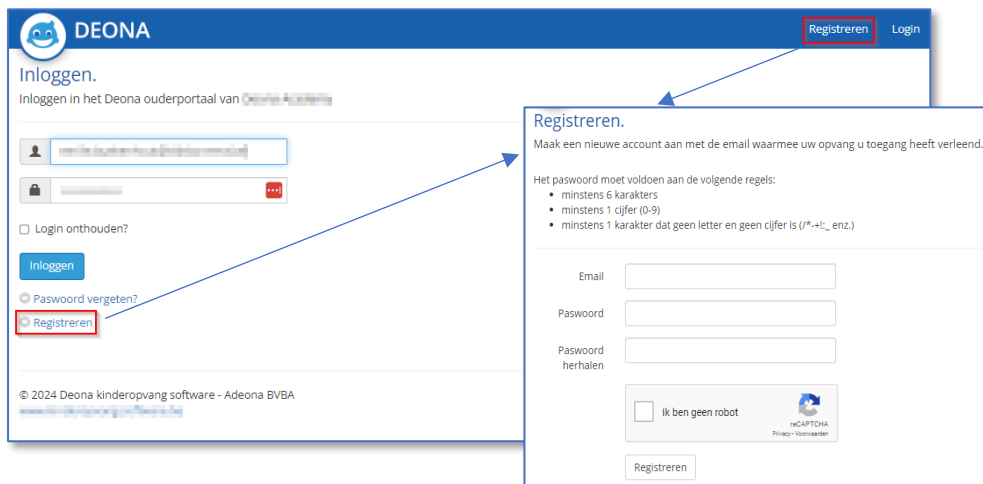 DEONA
Registreren
Login
Inloggen.
Inloggen in het Deona ouderportaal van
Login onthouden?
Inloggen
Paswoord vergeten?
Registreren
© 2024 Deona kinderopvang software - Adeona BVBA
Registreren.
Maak een nieuwe account aan met de email waarmee uw opvang u toegang heeft verleend.
Het paswoord moet voldoen aan de volgende regels:
minstens 6 karakters
minstens 1 cijfer (0-9)
minstens 1 karakter dat geen letter en geen cijfer is (/*-+!:_ enz.)
Email
Paswoord
Paswoord
herhalen
Ik ben geen robot
reCAPTCHA
Privacy - Voorwaarden
Registreren